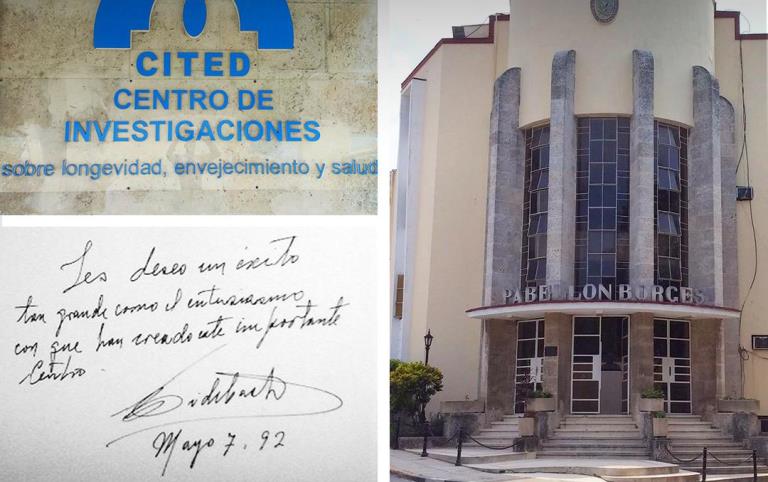 CITED
CENTRO DE
INVESTIGACIONES
sobre longevidad, envejecimiento y salud
Les deseo un éxito
tan grande como el entusiasmo
con que han creado este importante
Centro.
Mayo 7. 92
PABELLON BORGES